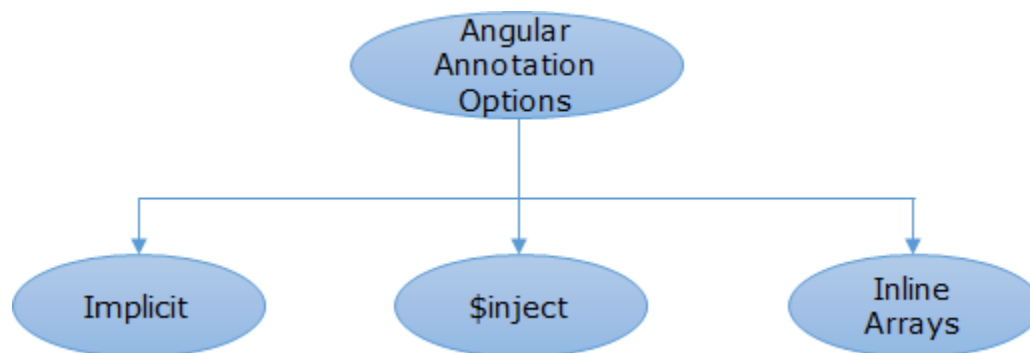 Angular
Annotation
Options
Implicit
$inject
Inline
Arrays